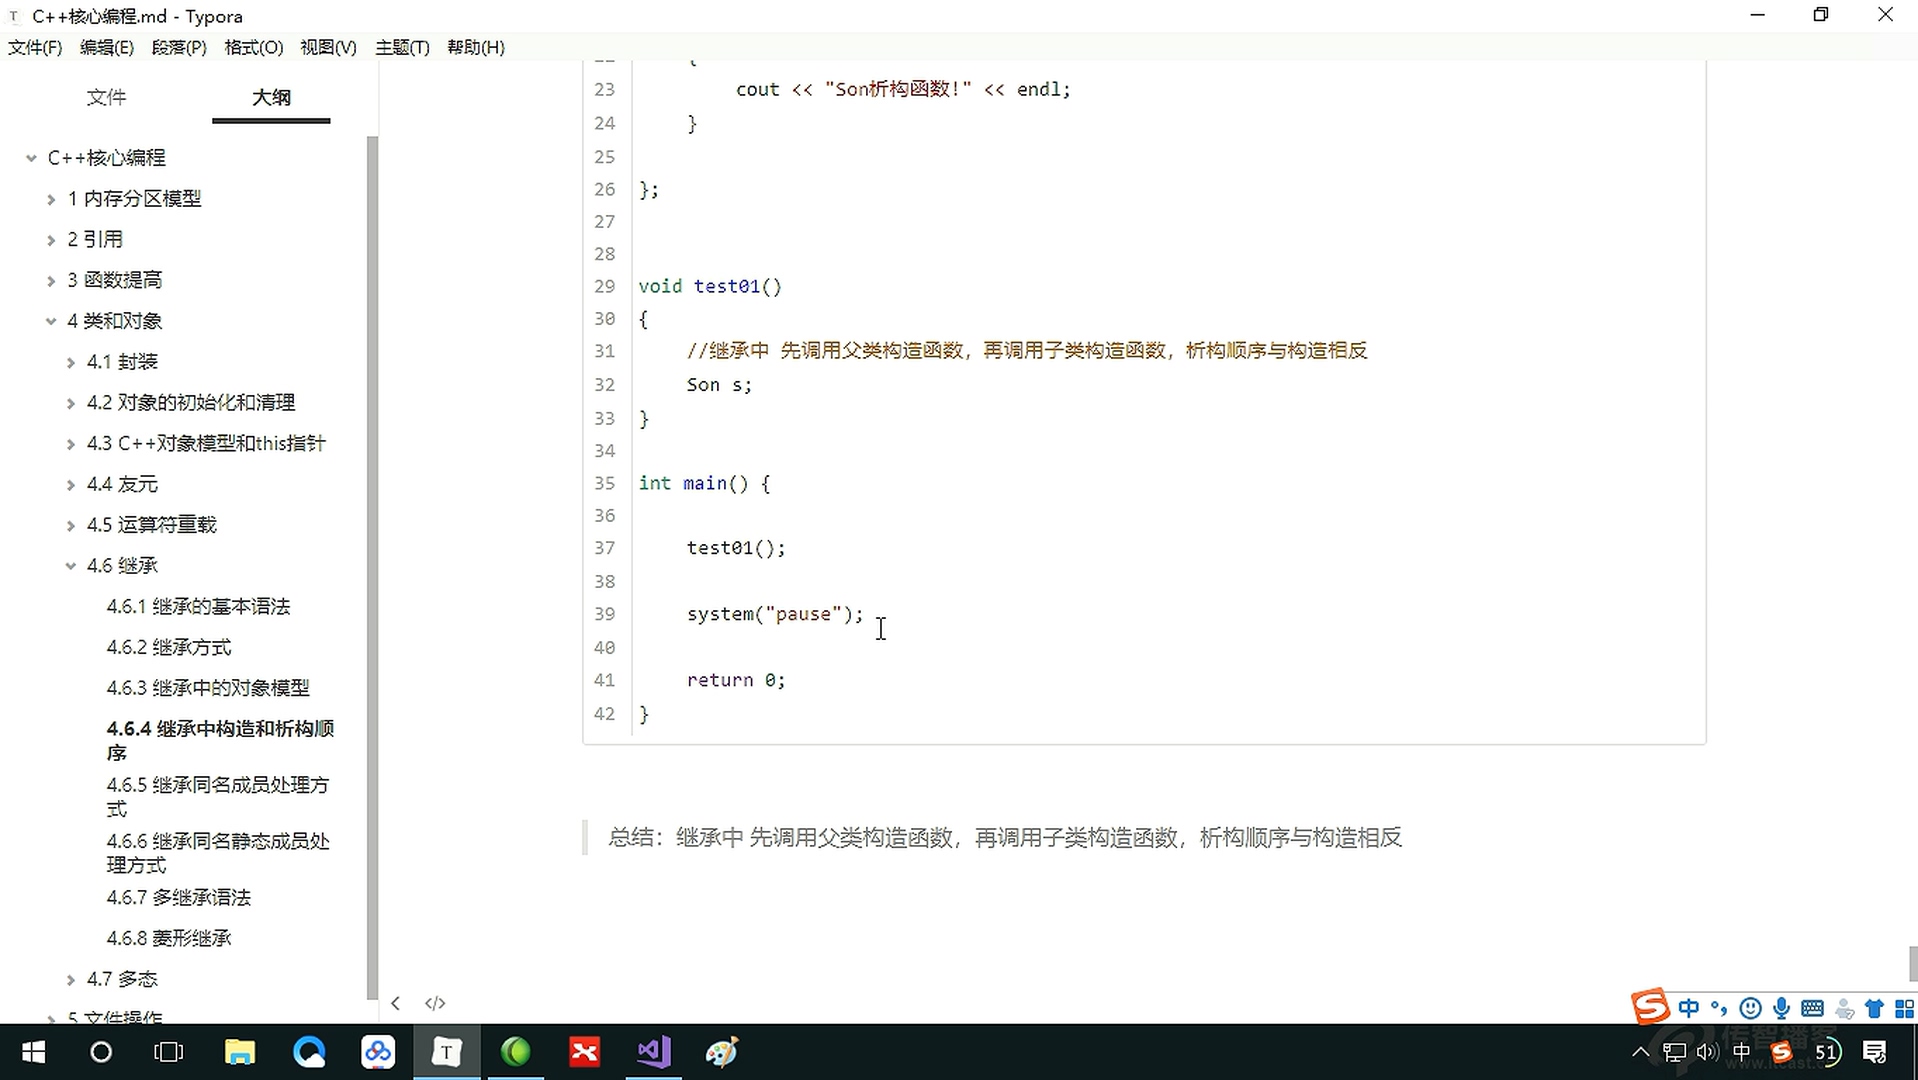 C++核心编程.md - Typora
文件(F) 编辑(E) 段落(P) 格式(O) 视图(V) 主题(T) 帮助(H)
文件 大纲
C++核心编程
1 内存分区模型
2 引用
3 函数提高
4 类和对象
4.1 封装
4.2 对象的初始化和清理
4.3 C++对象模型和this指针
4.4 友元
4.5 运算符重载
4.6 继承
4.6.1 继承的基本语法
4.6.2 继承方式
4.6.3 继承中的对象模型
4.6.4 继承中构造和析构顺
序
4.6.5 继承同名成员处理方
式
4.6.6 继承同名静态成员处
理方式
4.6.7 多继承语法
4.6.8 菱形继承
4.7 多态
5 文件操作
22 {
23 cout << "Son析构函数!" << endl;
24 }
25
26 };
27
28
29 void test01()
30 {
31 //继承中 先调用父类构造函数，再调用子类构造函数，析构顺序与构造相反
32 Son s;
33 }
34
35 int main() {
36
37 test01();
38
39 system("pause");
40
41 return 0;
42 }
总结：继承中 先调用父类构造函数，再调用子类构造函数，析构顺序与构造相反
</>
中
传智播客
www.itcast.cn
中 51